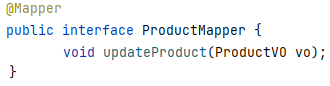 @Mapper
public interface ProductMapper {
void updateProduct(ProductVO vo);
}